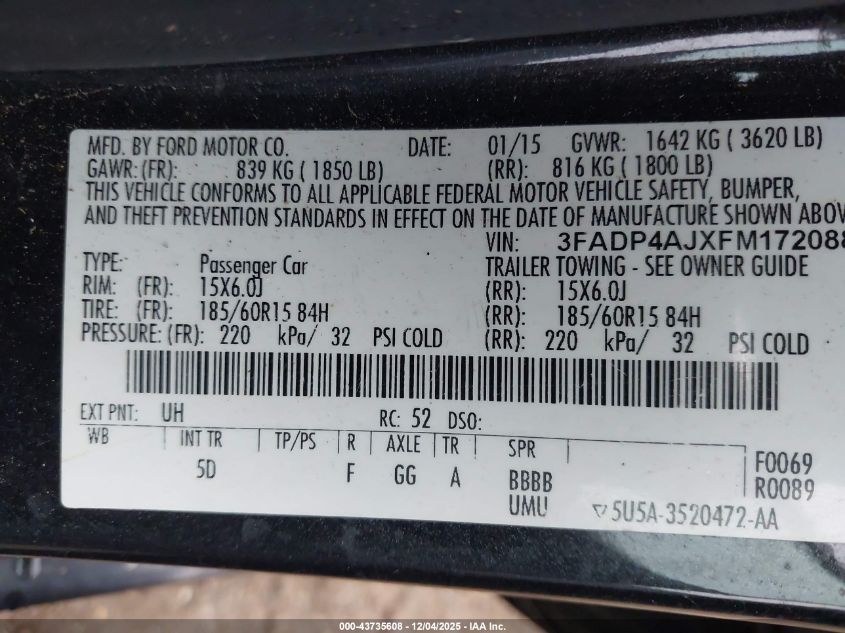 MFD. BY FORD MOTOR CO. DATE: 01/15 GVWR: 1642 KG ( 3620 LB)
GAWR: (FR): 839 KG ( 1850 LB) (RR): 816 KG ( 1800 LB)
THIS VEHICLE CONFORMS TO ALL APPLICABLE FEDERAL MOTOR VEHICLE SAFETY, BUMPER,
AND THEFT PREVENTION STANDARDS IN EFFECT ON THE DATE OF MANUFACTURE SHOWN ABOV
VIN: 3FADP4AJXFM172088
TYPE: Passenger Car TRAILER TOWING - SEE OWNER GUIDE
RIM: (FR): 15X6.0J (RR): 15X6.0J
TIRE: (FR): 185/60R15 84H (RR): 185/60R15 84H
PRESSURE: (FR): 220 kPa/ 32 PSI COLD (RR): 220 kPa/ 32 PSI COLD
EXT PNT: UH RC: 52 DSO:
WB INT TR TP/PS R AXLE TR SPR
5D F GG A BBBB F0069
UMU R0089
5U5A-3520472-AA
000-43735608 - 12/04/2025 - IAA Inc.